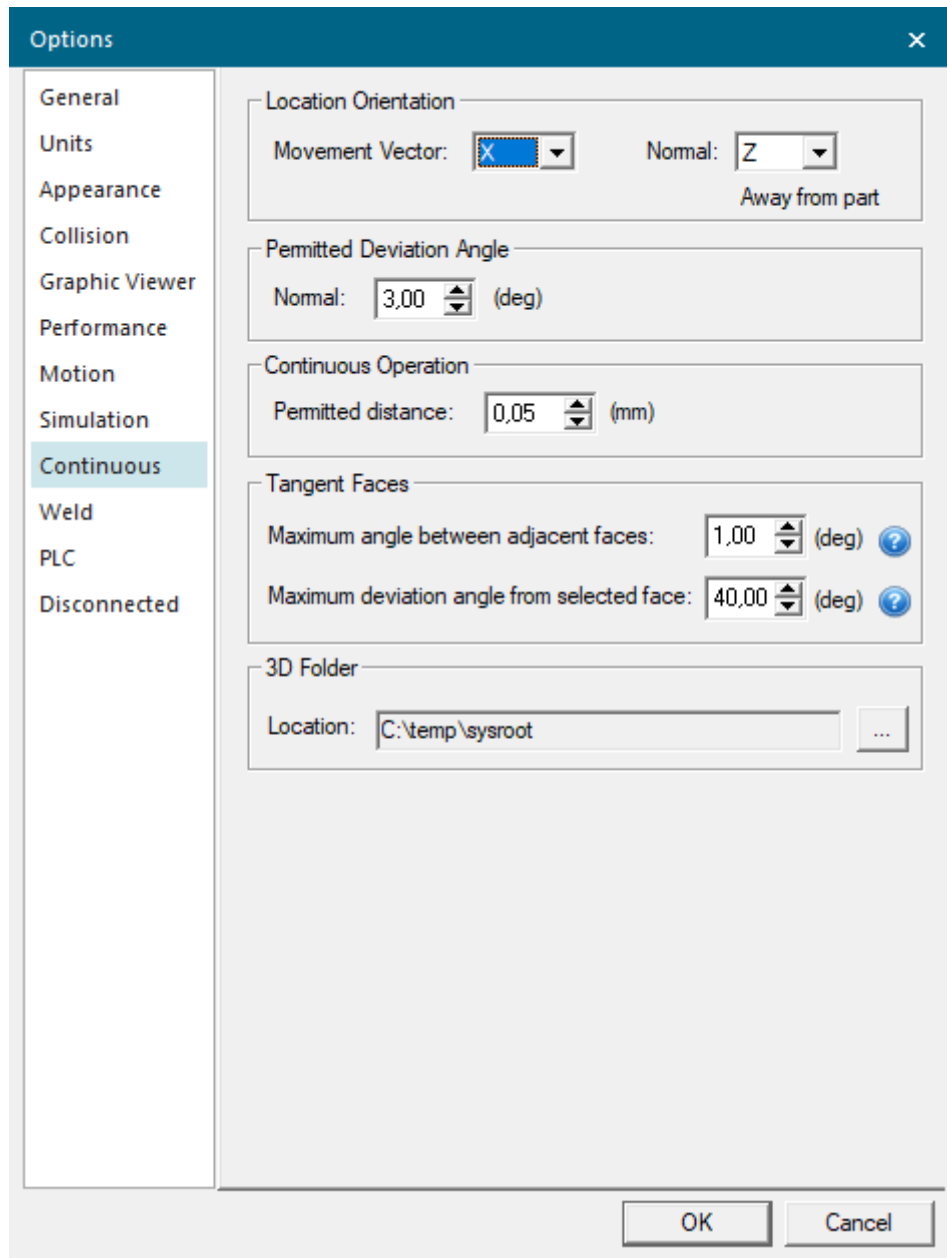 Options
General
Units
Appearance
Collision
Graphic Viewer
Performance
Motion
Simulation
Continuous
Weld
PLC
Disconnected
Location Orientation
Movement Vector: X Normal: Z
Away from part
Permitted Deviation Angle
Normal: 3,00 (deg)
Continuous Operation
Permitted distance: 0,05 (mm)
Tangent Faces
Maximum angle between adjacent faces: 1,00 (deg) ?
Maximum deviation angle from selected face: 40,00 (deg) ?
3D Folder
Location: C:\temp\sysroot ...
OK Cancel